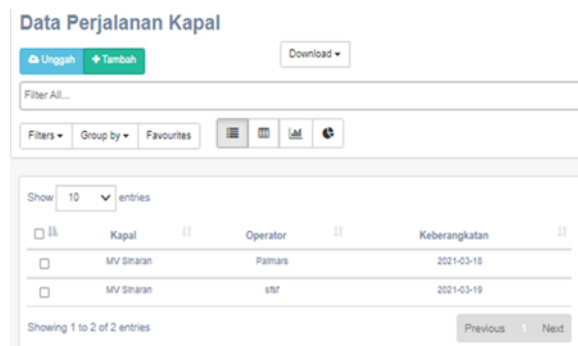 Data Perjalanan Kapal
Unggah + Tambah Download
Filter All...
Filters Group by Favourites
Show 10 entries
Kapal Operator Keberangkatan
MV Sinaran Palmars 2021-03-18
MV Sinaran sfsf 2021-03-19
Showing 1 to 2 of 2 entries Previous 1 Next